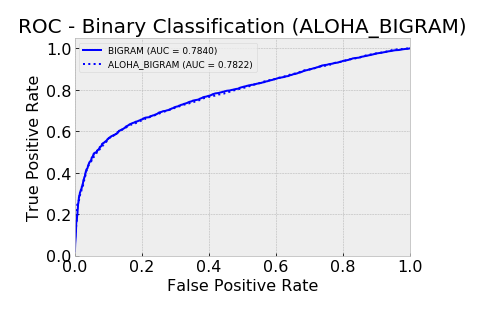 ROC - Binary Classification (ALOHA_BIGRAM)
BIGRAM (AUC = 0.7840)
ALOHA_BIGRAM (AUC = 0.7822)
True Positive Rate
1.0
0.8
0.6
0.4
0.2
0.0
0.0 0.2 0.4 0.6 0.8 1.0
False Positive Rate